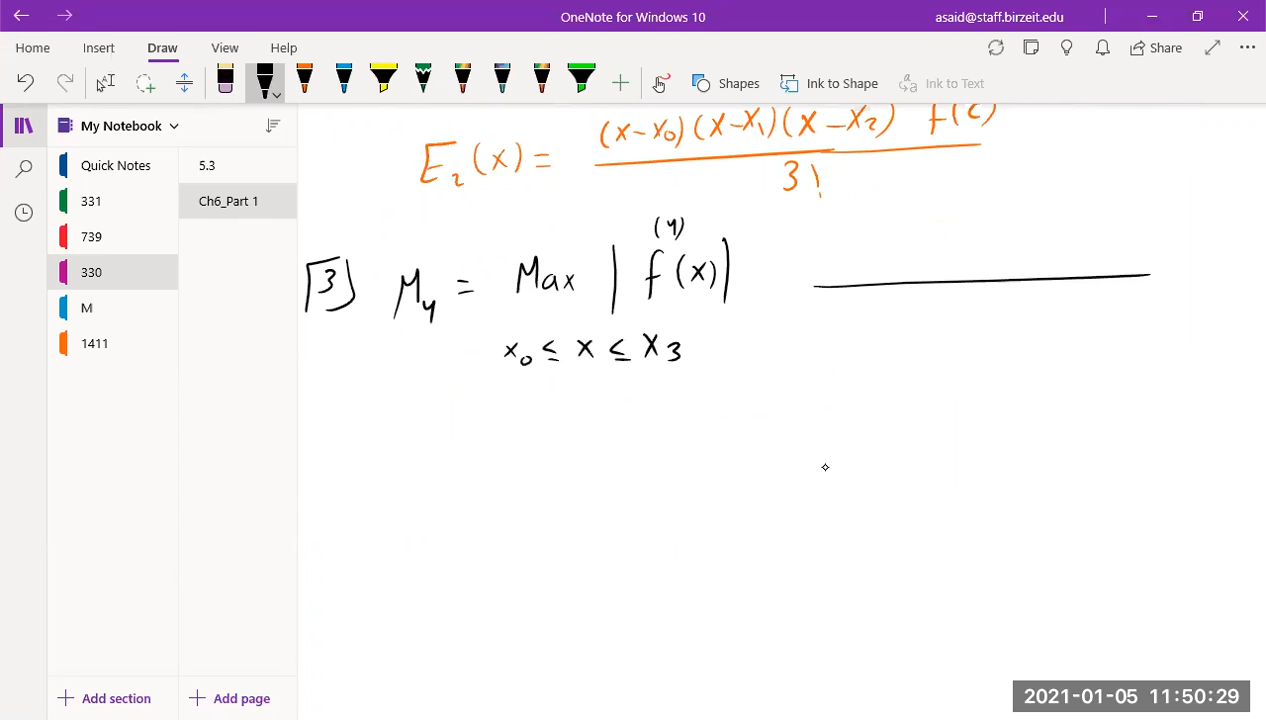 OneNote for Windows 10
asaid@staff.birzeit.edu
Home Insert Draw View Help
Share
Shapes Ink to Shape Ink to Text
My Notebook
Quick Notes
331
739
330
M
1411
5.3
Ch6_Part 1
E₂(x) = (x-x₀)(x-x₁)(x-x₂) f(c)
3!
[3] M₄ = Max | f⁽⁴⁾(x) |
x₀ ≤ x ≤ x₃
Add section
Add page
2021-01-05 11:50:29